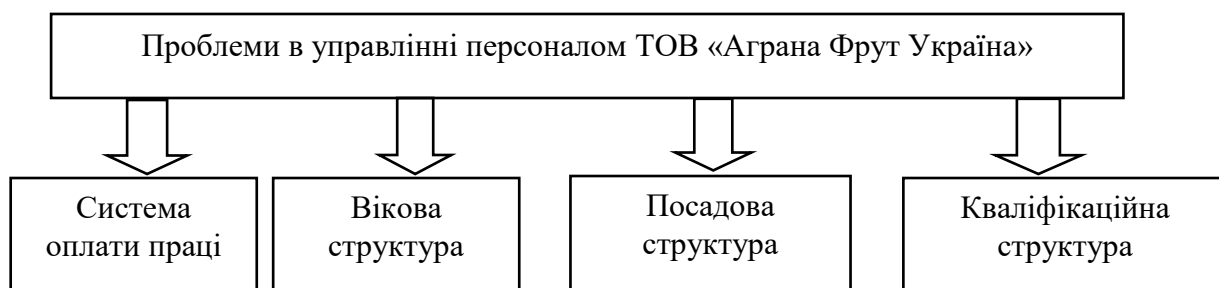 Проблеми в управлінні персоналом ТОВ «Аграна Фрут Україна»
Система
оплати праці
Вікова
структура
Посадова
структура
Кваліфікаційна
структура